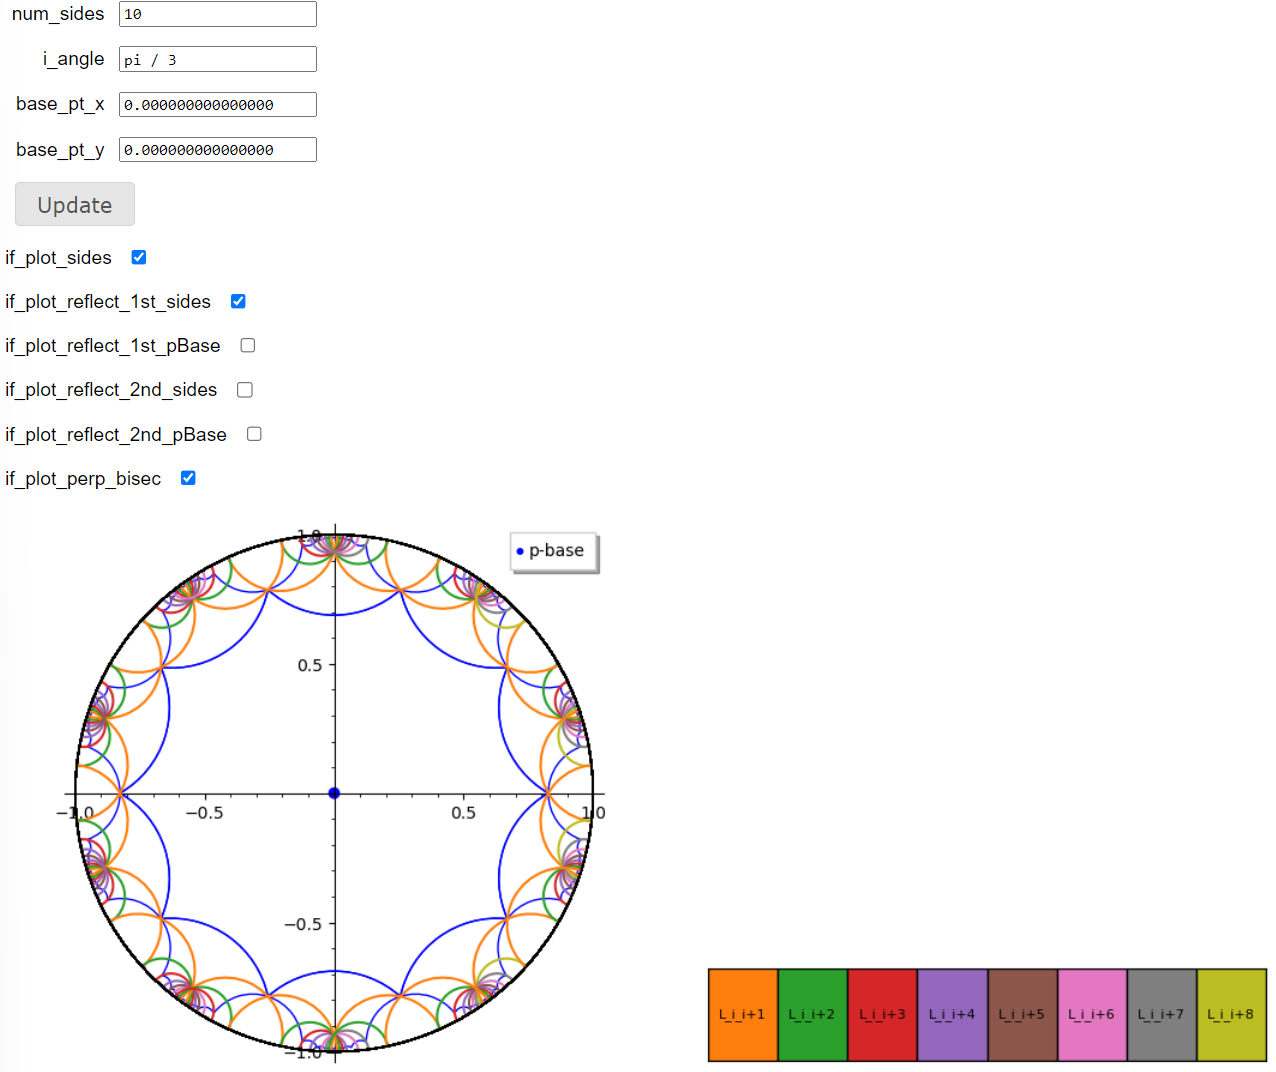 num_sides 10
i_angle pi / 3
base_pt_x 0.000000000000000
base_pt_y 0.000000000000000
Update
if_plot_sides
if_plot_reflect_1st_sides
if_plot_reflect_1st_pBase
if_plot_reflect_2nd_sides
if_plot_reflect_2nd_pBase
if_plot_perp_bisec
1.0
p-base
0.5
−1.0 −0.5 0.5 1.0
−0.5
−1.0
L_i_i+1 L_i_i+2 L_i_i+3 L_i_i+4 L_i_i+5 L_i_i+6 L_i_i+7 L_i_i+8